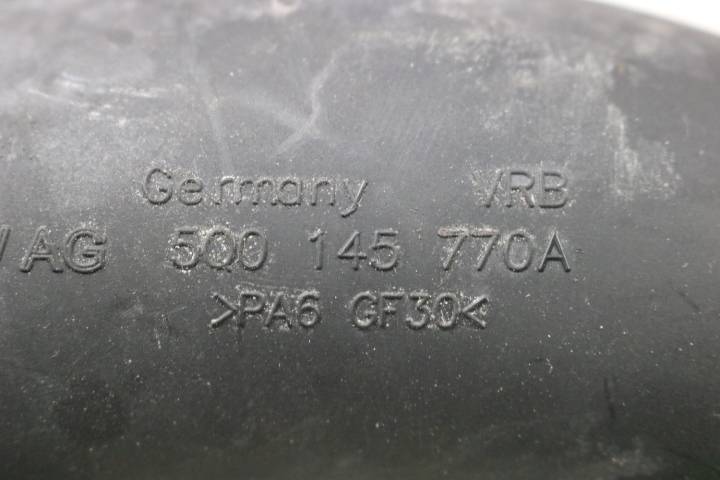 Germany VRB
AG 5Q0 145 770A
>PA6 GF30<